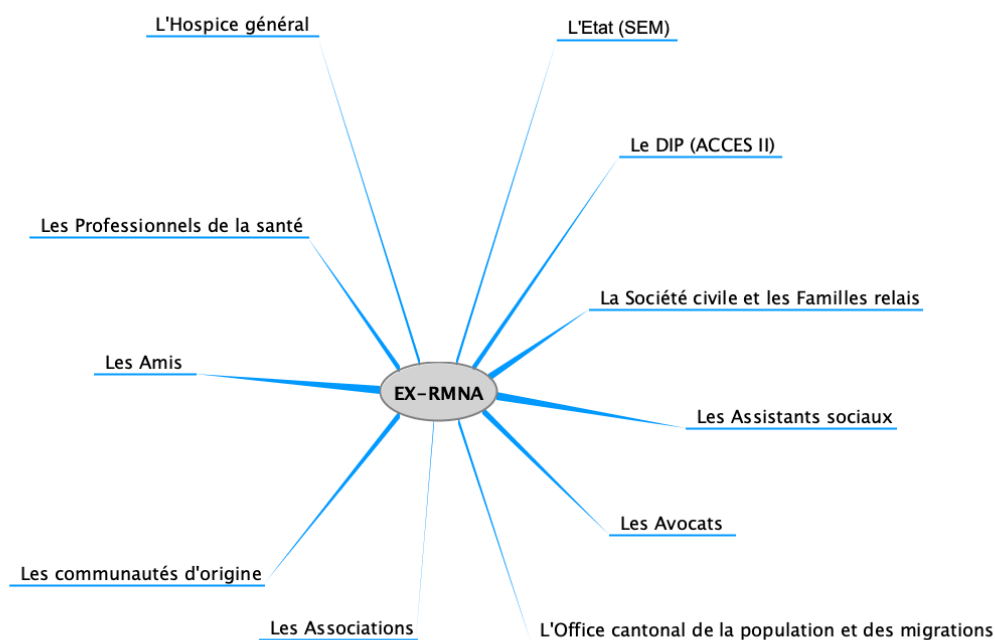 L'Hospice général
L'Etat (SEM)
Le DIP (ACCES II)
Les Professionnels de la santé
La Société civile et les Familles relais
Les Amis
EX-RMNA
Les Assistants sociaux
Les Avocats
Les communautés d'origine
Les Associations
L'Office cantonal de la population et des migrations